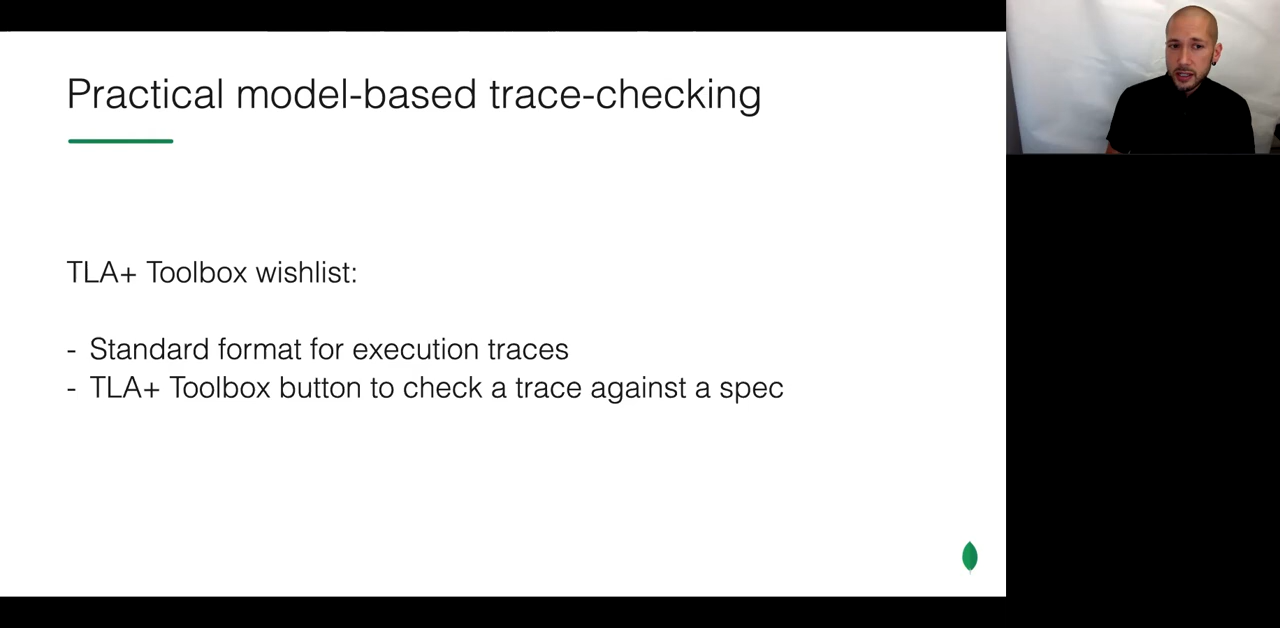 Practical model-based trace-checking
TLA+ Toolbox wishlist:
- Standard format for execution traces
- TLA+ Toolbox button to check a trace against a spec